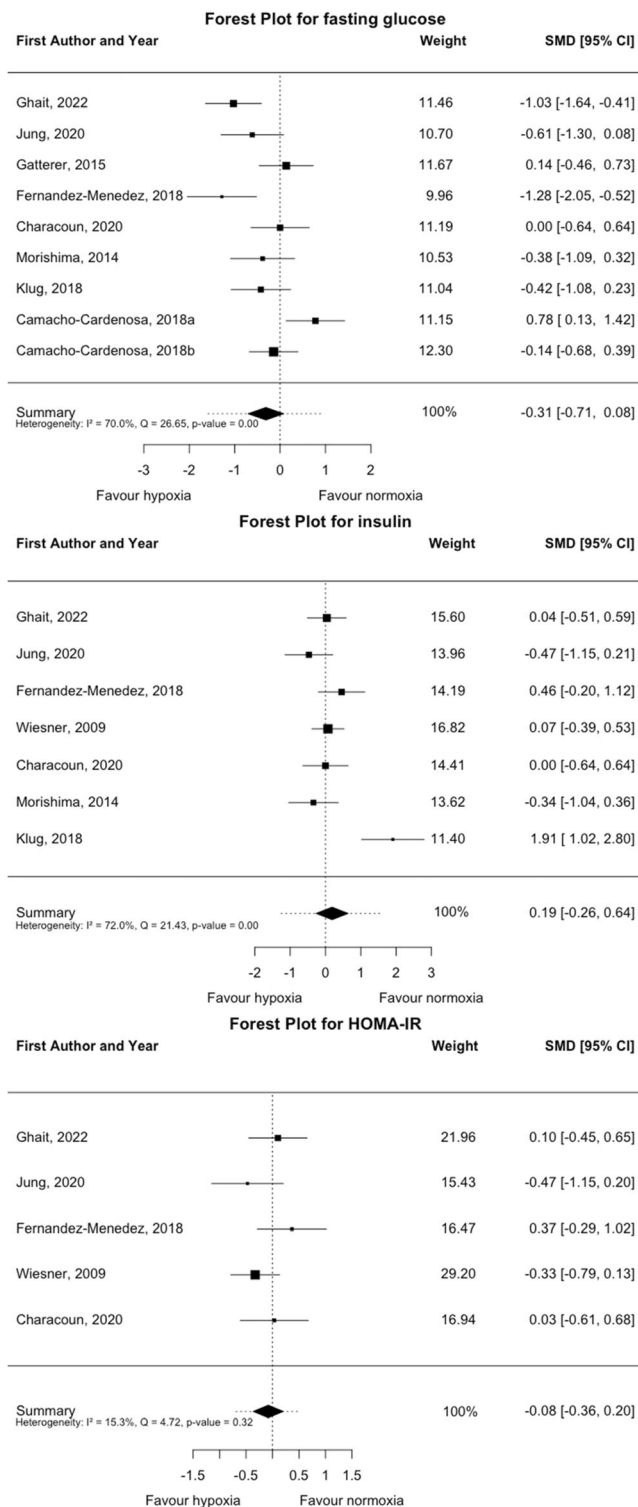 Forest Plot for fasting glucose
First Author and Year Weight SMD [95% CI]
Ghait, 2022 11.46 -1.03 [-1.64, -0.41]
Jung, 2020 10.70 -0.61 [-1.30, 0.08]
Gatterer, 2015 11.67 0.14 [-0.46, 0.73]
Fernandez-Menedez, 2018 9.96 -1.28 [-2.05, -0.52]
Characoun, 2020 11.19 0.00 [-0.64, 0.64]
Morishima, 2014 10.53 -0.38 [-1.09, 0.32]
Klug, 2018 11.04 -0.42 [-1.08, 0.23]
Camacho-Cardenosa, 2018a 11.15 0.78 [ 0.13, 1.42]
Camacho-Cardenosa, 2018b 12.30 -0.14 [-0.68, 0.39]
Summary 100% -0.31 [-0.71, 0.08]
Heterogeneity: I² = 70.0%, Q = 26.65, p-value = 0.00
-3 -2 -1 0 1 2
Favour hypoxia Favour normoxia
Forest Plot for insulin
First Author and Year Weight SMD [95% CI]
Ghait, 2022 15.60 0.04 [-0.51, 0.59]
Jung, 2020 13.96 -0.47 [-1.15, 0.21]
Fernandez-Menedez, 2018 14.19 0.46 [-0.20, 1.12]
Wiesner, 2009 16.82 0.07 [-0.39, 0.53]
Characoun, 2020 14.41 0.00 [-0.64, 0.64]
Morishima, 2014 13.62 -0.34 [-1.04, 0.36]
Klug, 2018 11.40 1.91 [ 1.02, 2.80]
Summary 100% 0.19 [-0.26, 0.64]
Heterogeneity: I² = 72.0%, Q = 21.43, p-value = 0.00
-2 -1 0 1 2 3
Favour hypoxia Favour normoxia
Forest Plot for HOMA-IR
First Author and Year Weight SMD [95% CI]
Ghait, 2022 21.96 0.10 [-0.45, 0.65]
Jung, 2020 15.43 -0.47 [-1.15, 0.20]
Fernandez-Menedez, 2018 16.47 0.37 [-0.29, 1.02]
Wiesner, 2009 29.20 -0.33 [-0.79, 0.13]
Characoun, 2020 16.94 0.03 [-0.61, 0.68]
Summary 100% -0.08 [-0.36, 0.20]
Heterogeneity: I² = 15.3%, Q = 4.72, p-value = 0.32
-1.5 -0.5 0 0.5 1 1.5
Favour hypoxia Favour normoxia